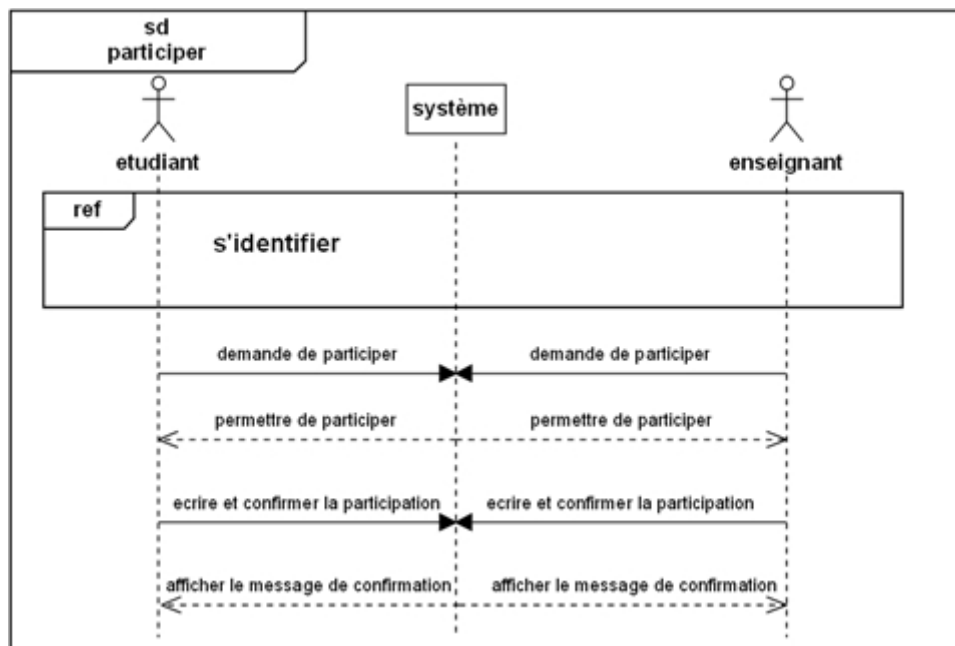 sd
participer
système
etudiant
enseignant
ref
s'identifier
demande de participer
demande de participer
permettre de participer
permettre de participer
ecrire et confirmer la participation
ecrire et confirmer la participation
afficher le message de confirmation
afficher le message de confirmation